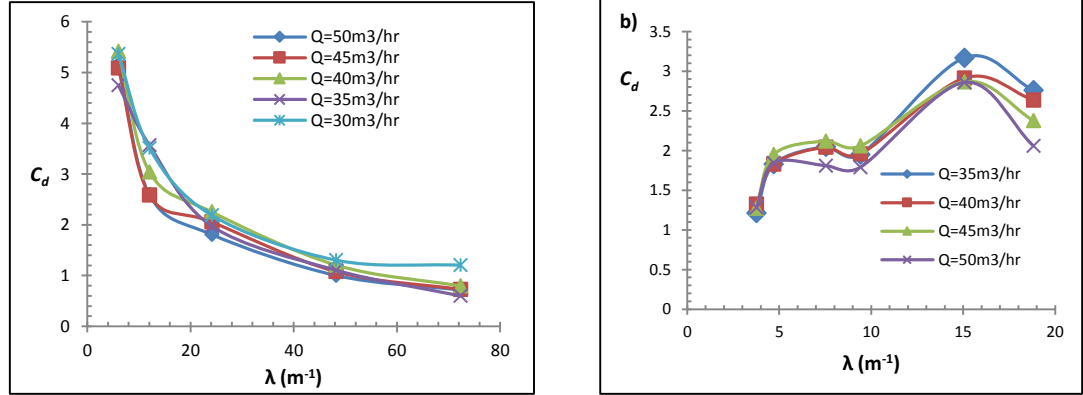 6
5
4
3
2
1
0
C_d
Q=50m3/hr
Q=45m3/hr
Q=40m3/hr
Q=35m3/hr
Q=30m3/hr
0 20 40 60 80
λ (m⁻¹)
b)
3.5
3
2.5
2
1.5
1
0.5
0
C_d
Q=35m3/hr
Q=40m3/hr
Q=45m3/hr
Q=50m3/hr
0 5 10 15 20
λ (m⁻¹)